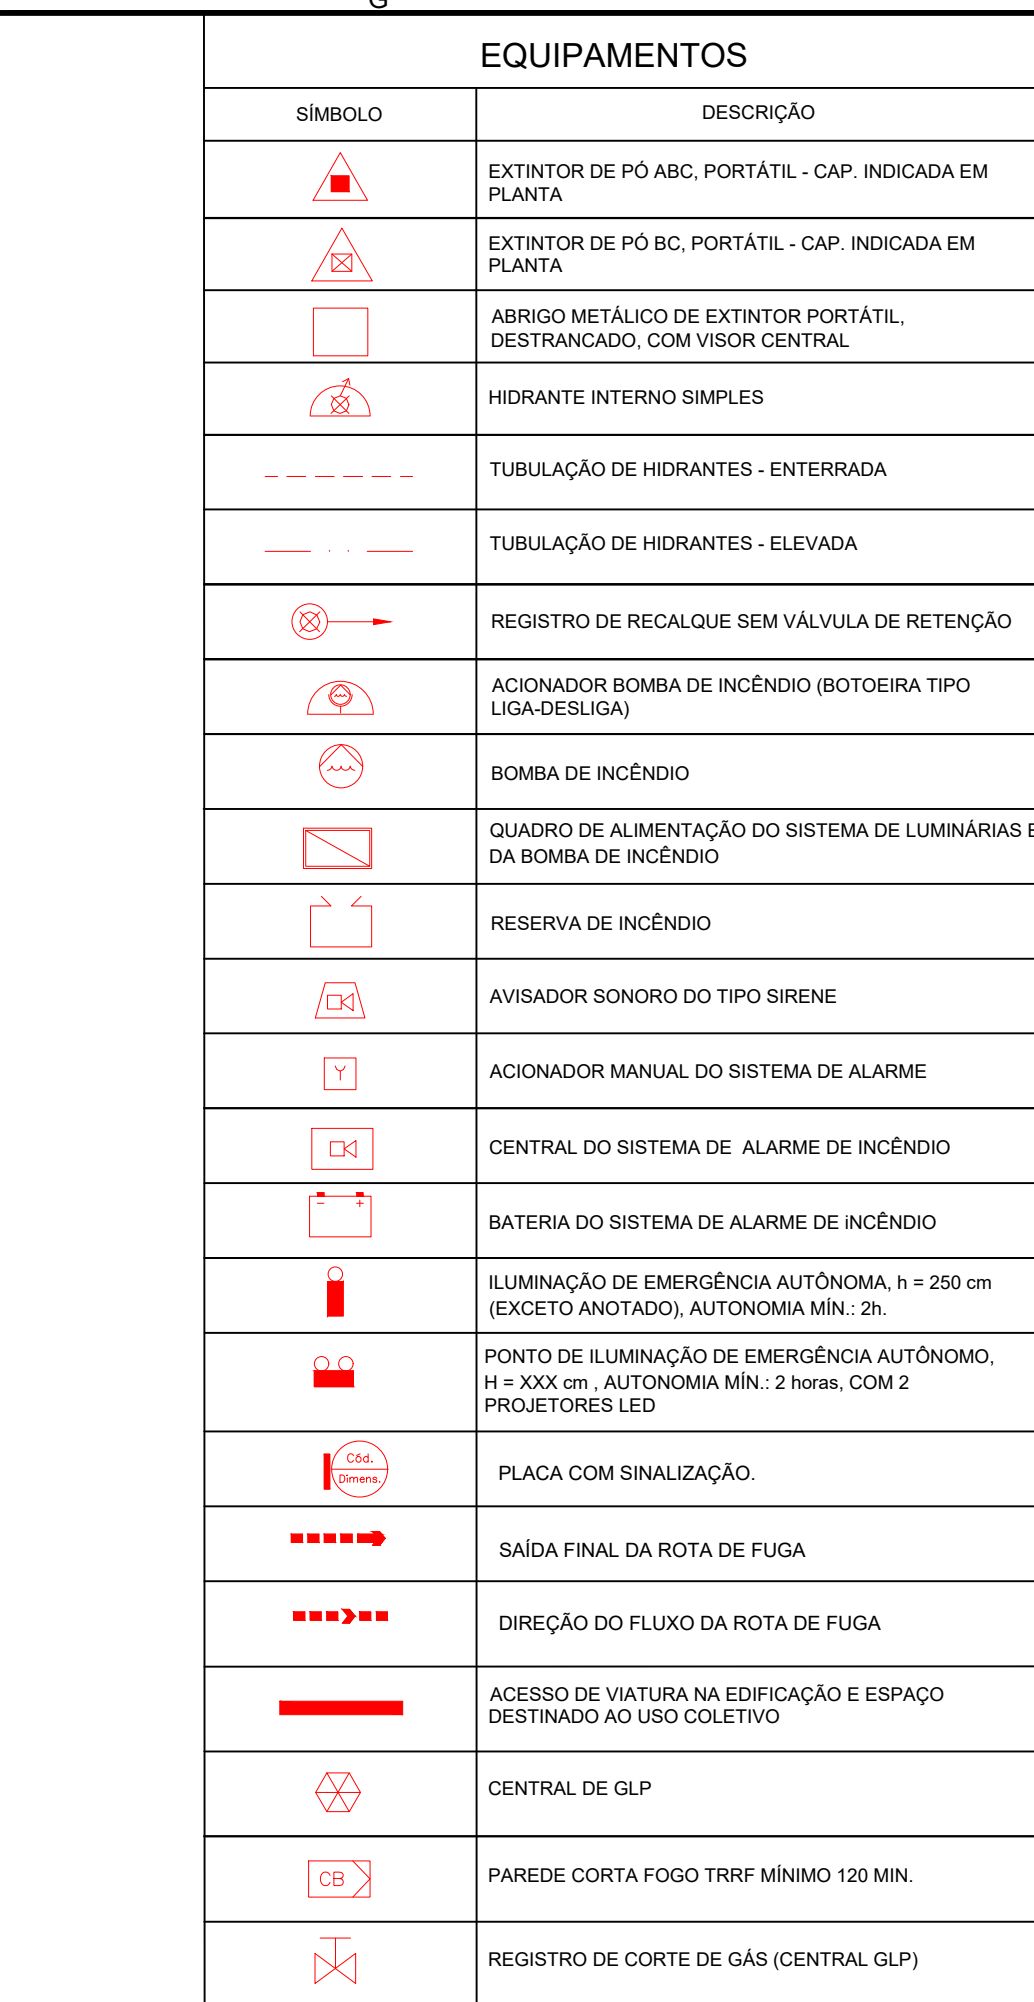 G
EQUIPAMENTOS
SÍMBOLO DESCRIÇÃO
EXTINTOR DE PÓ ABC, PORTÁTIL - CAP. INDICADA EM
PLANTA
EXTINTOR DE PÓ BC, PORTÁTIL - CAP. INDICADA EM
PLANTA
ABRIGO METÁLICO DE EXTINTOR PORTÁTIL,
DESTRANCADO, COM VISOR CENTRAL
HIDRANTE INTERNO SIMPLES
TUBULAÇÃO DE HIDRANTES - ENTERRADA
TUBULAÇÃO DE HIDRANTES - ELEVADA
REGISTRO DE RECALQUE SEM VÁLVULA DE RETENÇÃO
ACIONADOR BOMBA DE INCÊNDIO (BOTOEIRA TIPO
LIGA-DESLIGA)
BOMBA DE INCÊNDIO
QUADRO DE ALIMENTAÇÃO DO SISTEMA DE LUMINÁRIAS E
DA BOMBA DE INCÊNDIO
RESERVA DE INCÊNDIO
AVISADOR SONORO DO TIPO SIRENE
ACIONADOR MANUAL DO SISTEMA DE ALARME
CENTRAL DO SISTEMA DE ALARME DE INCÊNDIO
- +
BATERIA DO SISTEMA DE ALARME DE iNCÊNDIO
ILUMINAÇÃO DE EMERGÊNCIA AUTÔNOMA, h = 250 cm
(EXCETO ANOTADO), AUTONOMIA MÍN.: 2h.
PONTO DE ILUMINAÇÃO DE EMERGÊNCIA AUTÔNOMO,
H = XXX cm , AUTONOMIA MÍN.: 2 horas, COM 2
PROJETORES LED
Cód.
Dimens.
PLACA COM SINALIZAÇÃO.
SAÍDA FINAL DA ROTA DE FUGA
DIREÇÃO DO FLUXO DA ROTA DE FUGA
ACESSO DE VIATURA NA EDIFICAÇÃO E ESPAÇO
DESTINADO AO USO COLETIVO
CENTRAL DE GLP
CB
PAREDE CORTA FOGO TRRF MÍNIMO 120 MIN.
REGISTRO DE CORTE DE GÁS (CENTRAL GLP)